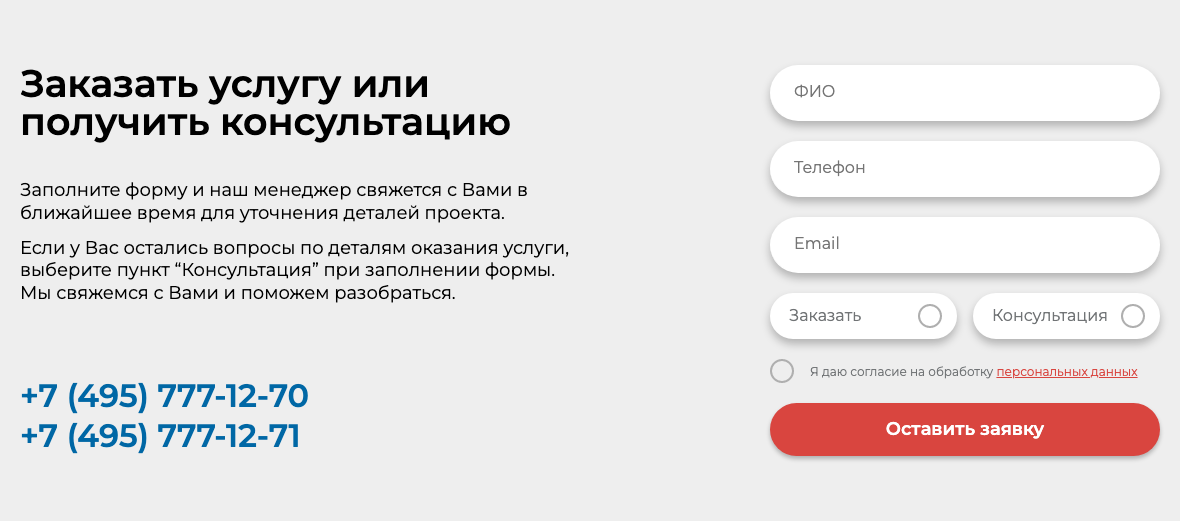 Заказать услугу или
получить консультацию
Заполните форму и наш менеджер свяжется с Вами в
ближайшее время для уточнения деталей проекта.
Если у Вас остались вопросы по деталям оказания услуги,
выберите пункт “Консультация” при заполнении формы.
Мы свяжемся с Вами и поможем разобраться.
+7 (495) 777-12-70
+7 (495) 777-12-71
ФИО
Телефон
Email
Заказать
Консультация
Я даю согласие на обработку персональных данных
Оставить заявку